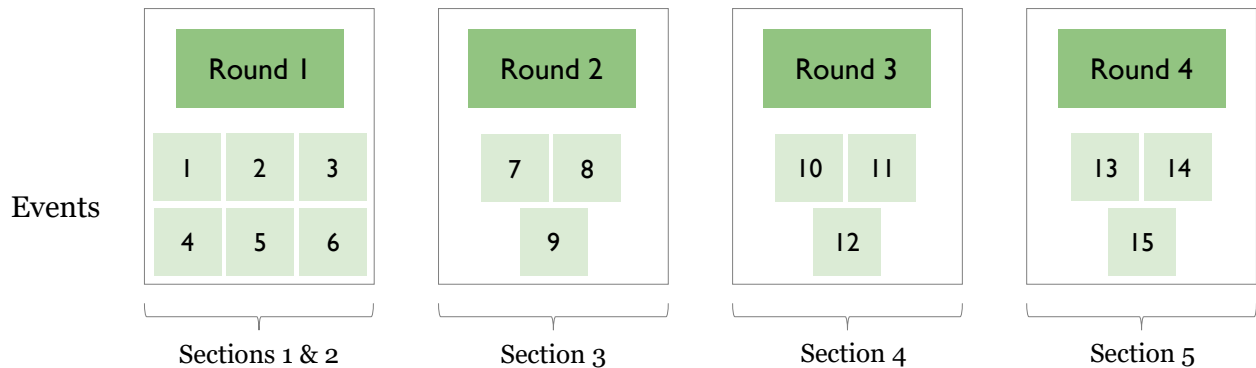 Round 1
Round 2
Round 3
Round 4
1 2 3
7 8
10 11
13 14
Events
4 5 6
9
12
15
Sections 1 & 2
Section 3
Section 4
Section 5